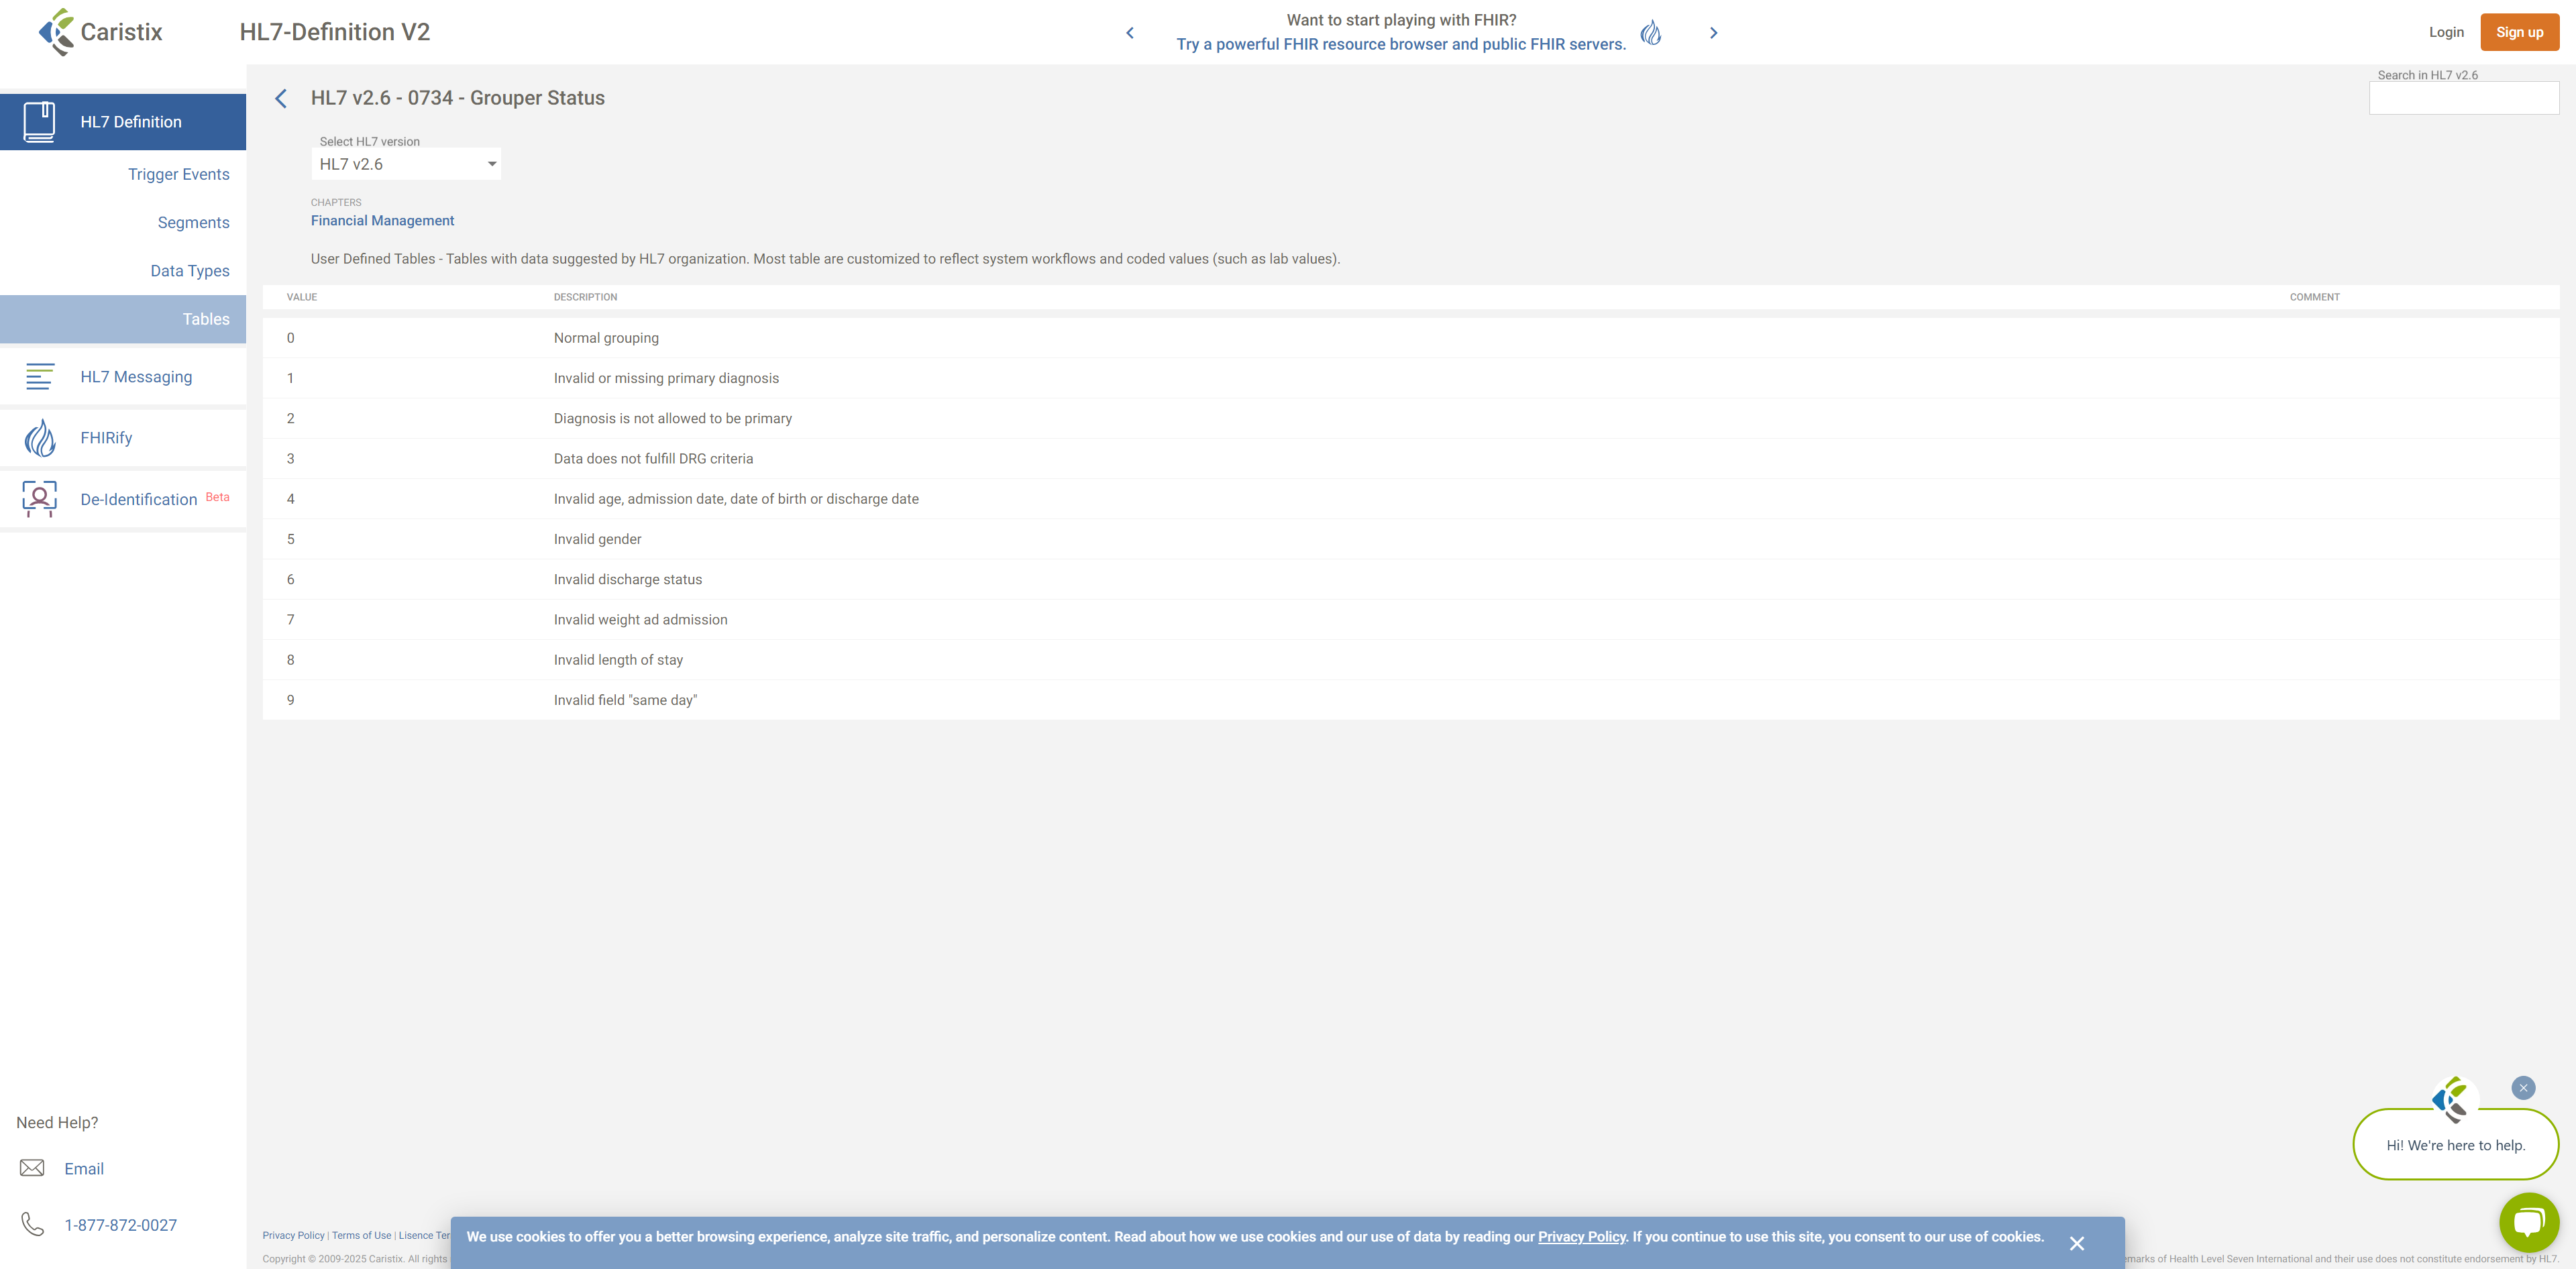 Caristix
HL7-Definition V2
Want to start playing with FHIR?
Try a powerful FHIR resource browser and public FHIR servers.
Login
Sign up
HL7 Definition
Trigger Events
Segments
Data Types
Tables
HL7 Messaging
FHIRify
De-Identification Beta
Need Help?
Email
1-877-872-0027
HL7 v2.6 - 0734 - Grouper Status
Search in HL7 v2.6
Select HL7 version
HL7 v2.6
CHAPTERS
Financial Management
User Defined Tables - Tables with data suggested by HL7 organization. Most table are customized to reflect system workflows and coded values (such as lab values).
VALUE DESCRIPTION COMMENT
0 Normal grouping
1 Invalid or missing primary diagnosis
2 Diagnosis is not allowed to be primary
3 Data does not fulfill DRG criteria
4 Invalid age, admission date, date of birth or discharge date
5 Invalid gender
6 Invalid discharge status
7 Invalid weight ad admission
8 Invalid length of stay
9 Invalid field "same day"
Hi! We're here to help.
Privacy Policy | Terms of Use | Lisence Ter
We use cookies to offer you a better browsing experience, analyze site traffic, and personalize content. Read about how we use cookies and our use of data by reading our Privacy Policy. If you continue to use this site, you consent to our use of cookies.
Copyright © 2009-2025 Caristix. All rights
emarks of Health Level Seven International and their use does not constitute endorsement by HL7.